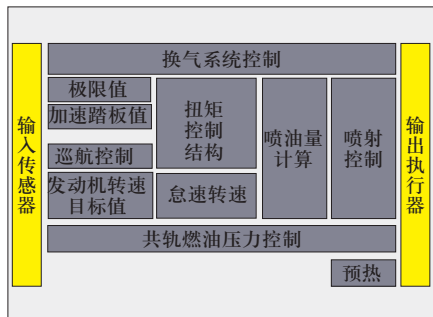 换气系统控制
输入传感器
极限值
加速踏板值
巡航控制
发动机转速
目标值
扭矩
控制
结构
怠速转速
喷油量
计算
喷射
控制
输出执行器
共轨燃油压力控制
预热